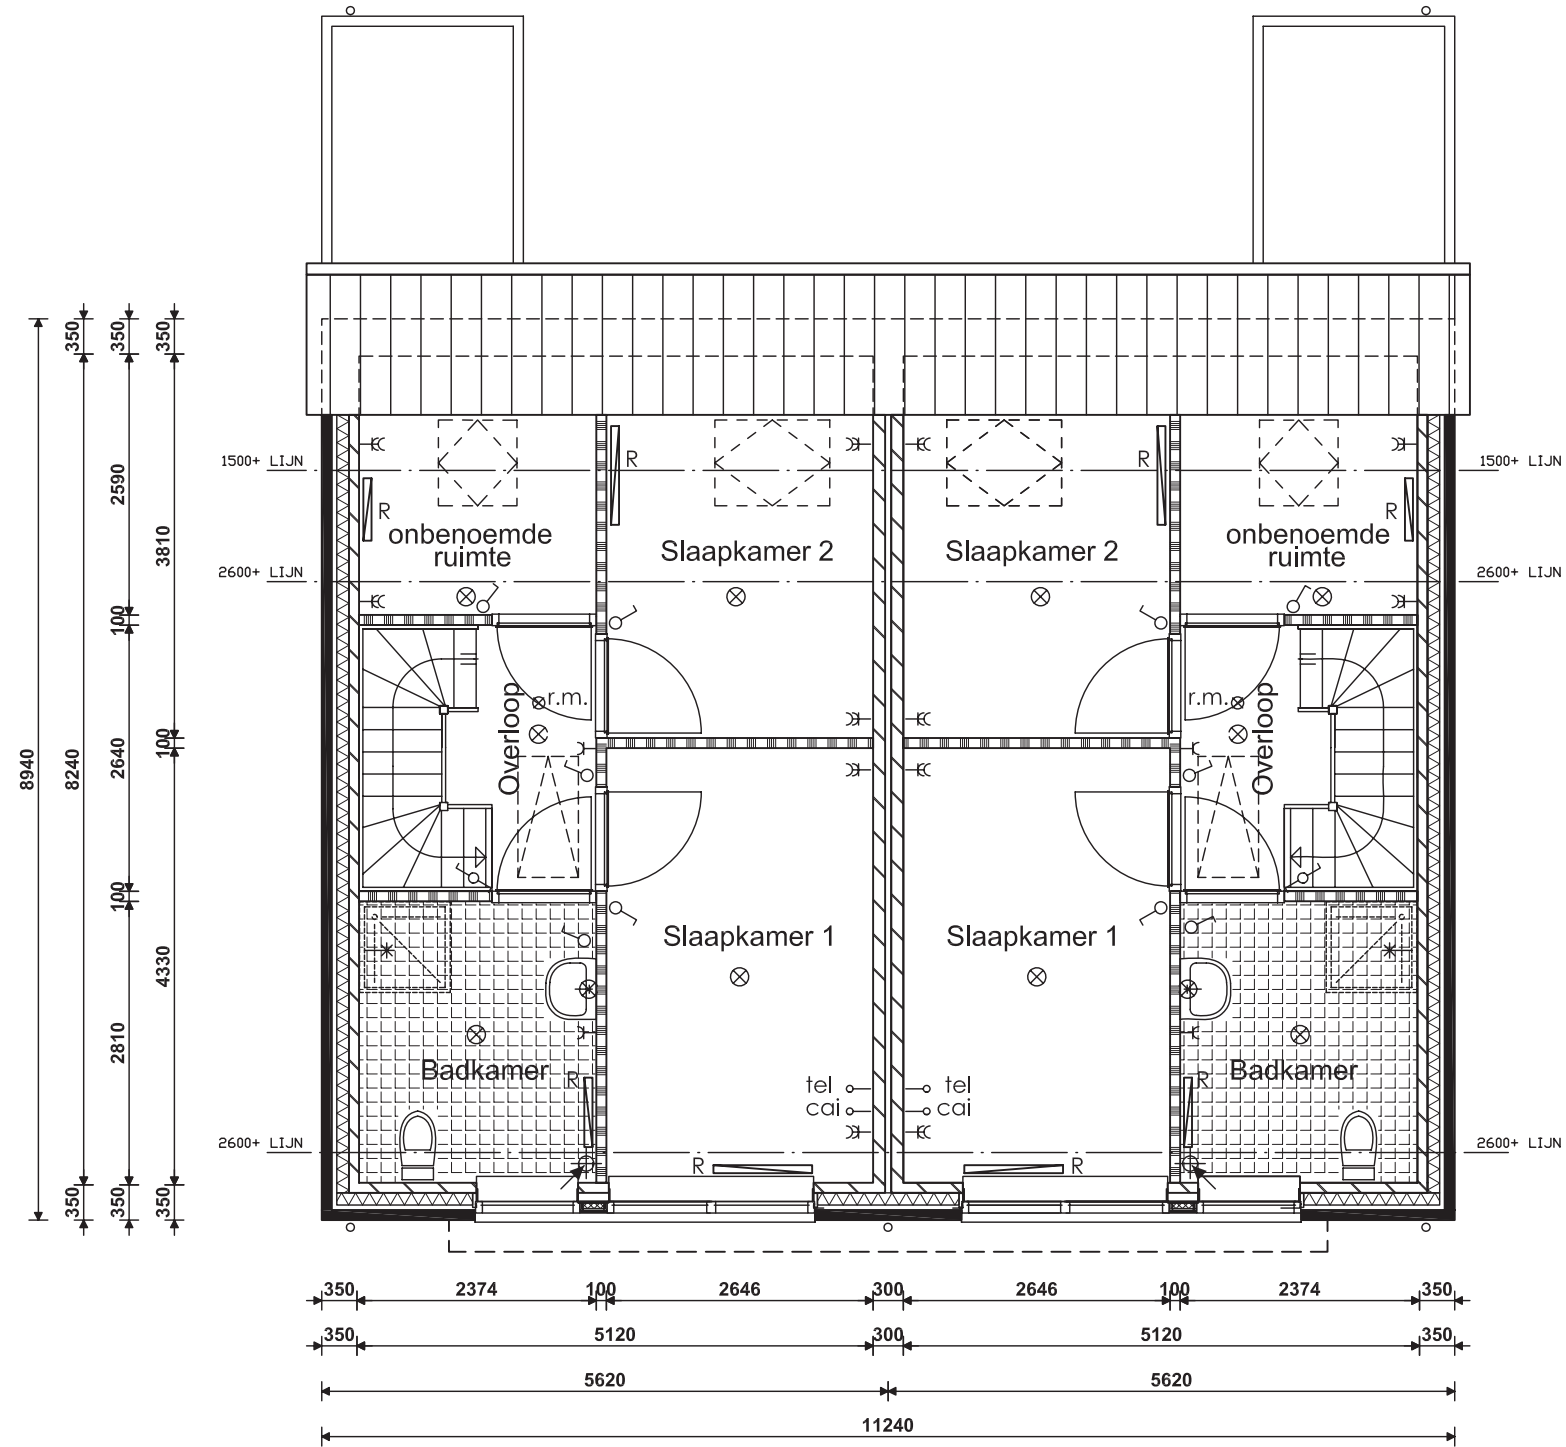 1500+ LIJN
1500+ LIJN
R
R
R
R
onbenoemde
ruimte
Slaapkamer 2
Slaapkamer 2
onbenoemde
ruimte
2600+ LIJN
2600+ LIJN
Overloop
r.m.
r.m.
Overloop
Slaapkamer 1
Slaapkamer 1
Badkamer
R
tel
cai
tel
cai
R
Badkamer
2600+ LIJN
2600+ LIJN
R
R
8940
350
8240
350
350
2590
100
2640
100
2810
350
350
3810
100
4330
350
350
2374
100
2646
300
2646
100
2374
350
350
5120
300
5120
350
5620
5620
11240